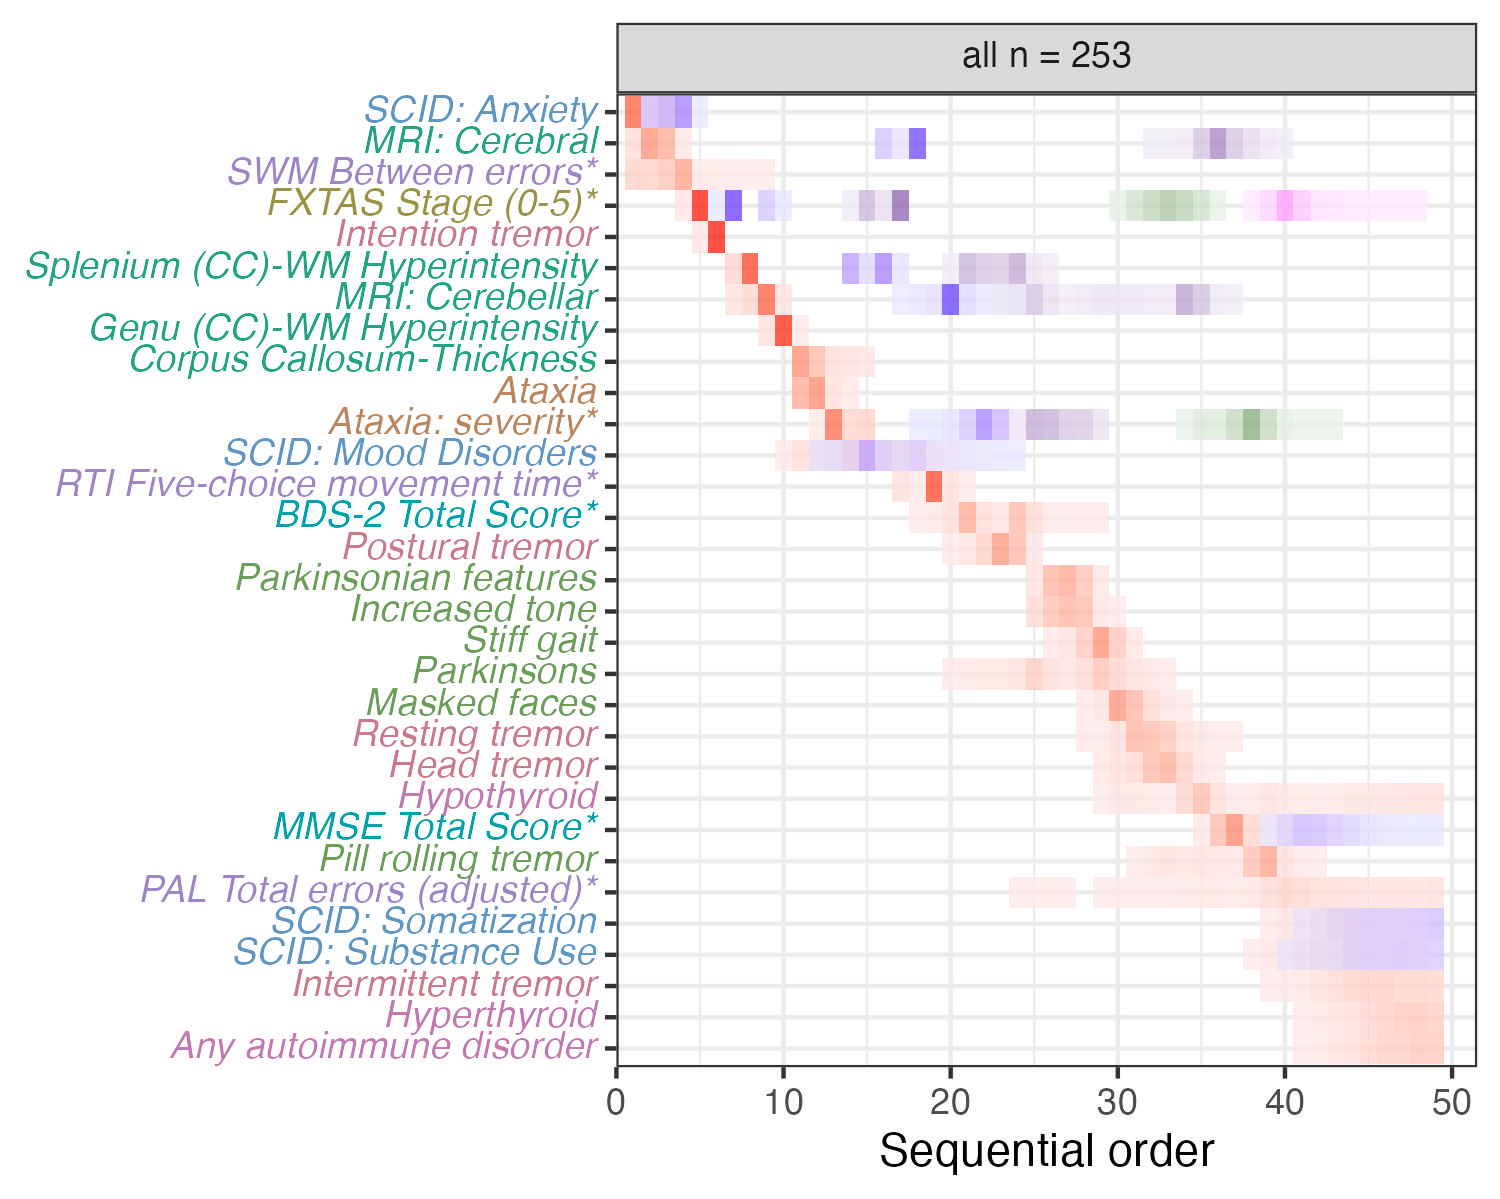 all n = 253
SCID: Anxiety
MRI: Cerebral
SWM Between errors*
FXTAS Stage (0-5)*
Intention tremor
Splenium (CC)-WM Hyperintensity
MRI: Cerebellar
Genu (CC)-WM Hyperintensity
Corpus Callosum-Thickness
Ataxia
Ataxia: severity*
SCID: Mood Disorders
RTI Five-choice movement time*
BDS-2 Total Score*
Postural tremor
Parkinsonian features
Increased tone
Stiff gait
Parkinsons
Masked faces
Resting tremor
Head tremor
Hypothyroid
MMSE Total Score*
Pill rolling tremor
PAL Total errors (adjusted)*
SCID: Somatization
SCID: Substance Use
Intermittent tremor
Hyperthyroid
Any autoimmune disorder
0 10 20 30 40 50
Sequential order